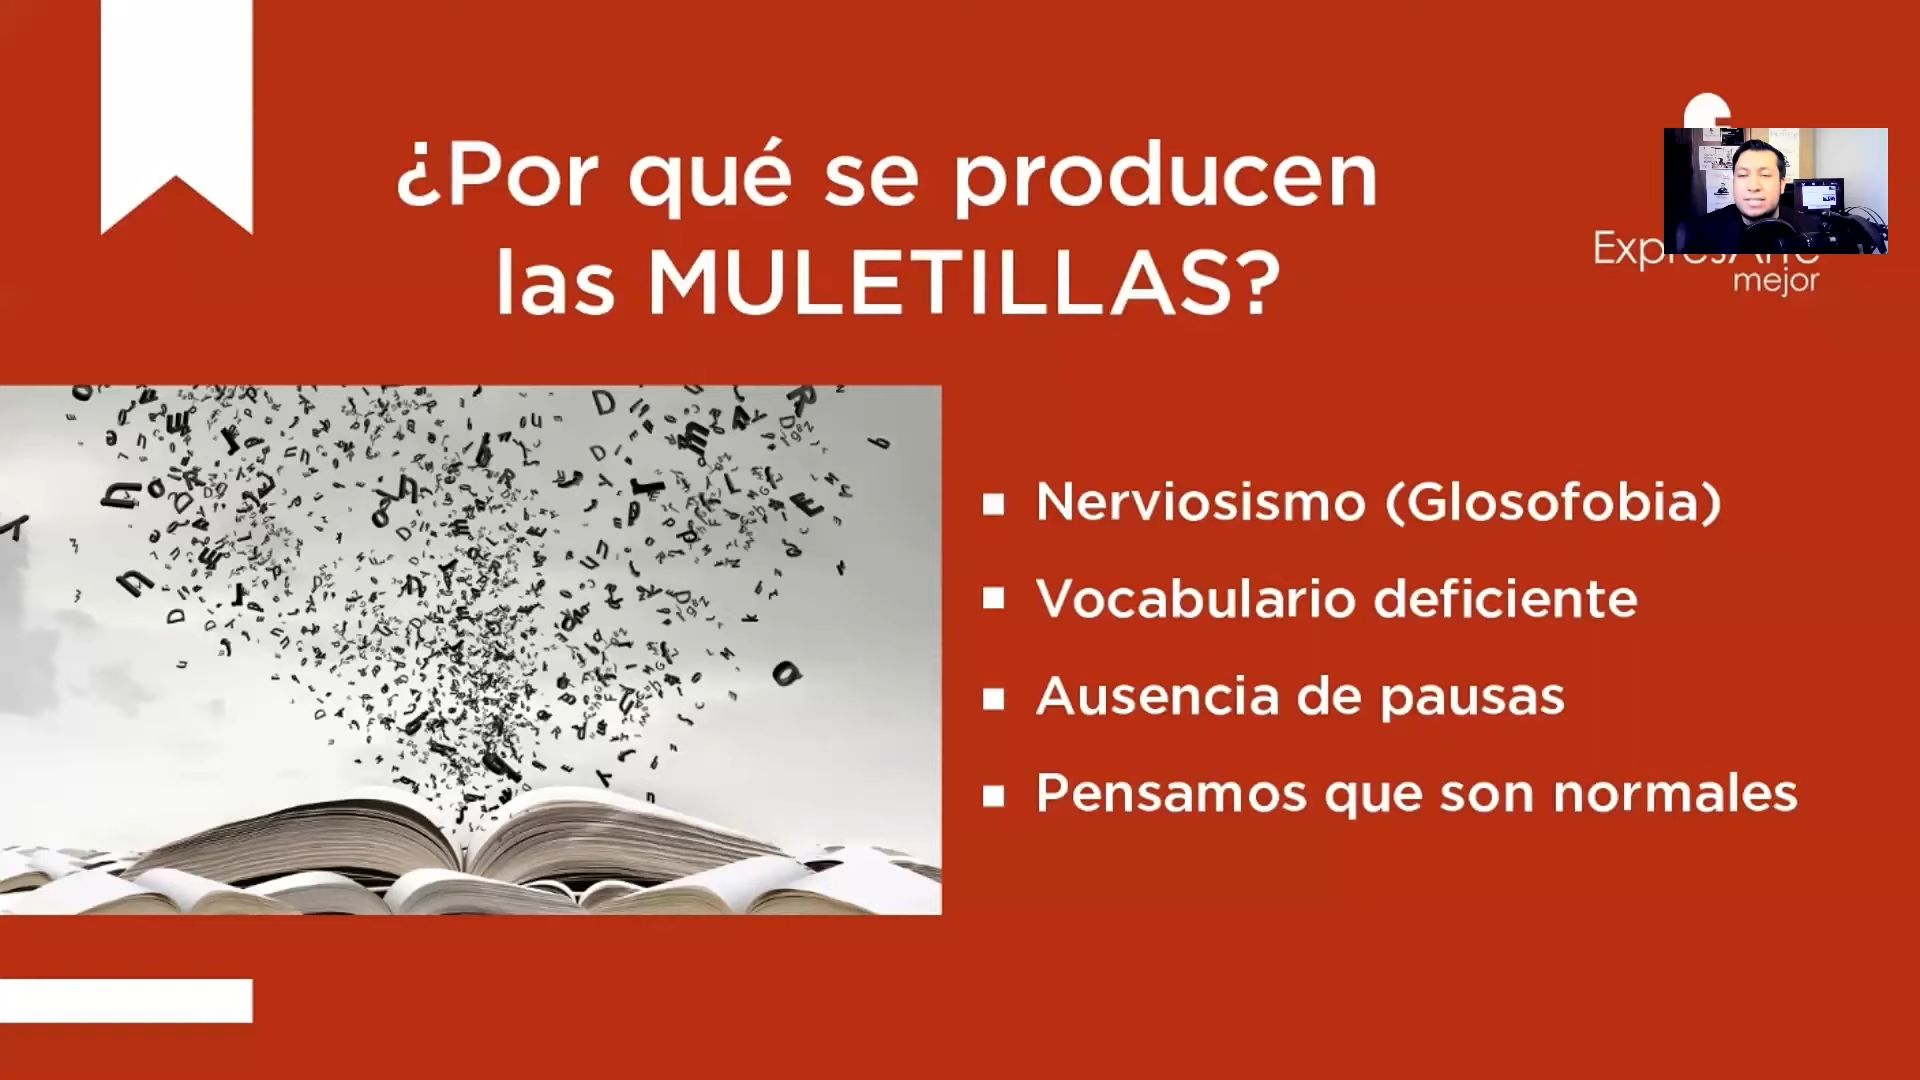 ¿Por qué se producen
las MULETILLAS?
mejor
▪ Nerviosismo (Glosofobia)
▪ Vocabulario deficiente
▪ Ausencia de pausas
▪ Pensamos que son normales